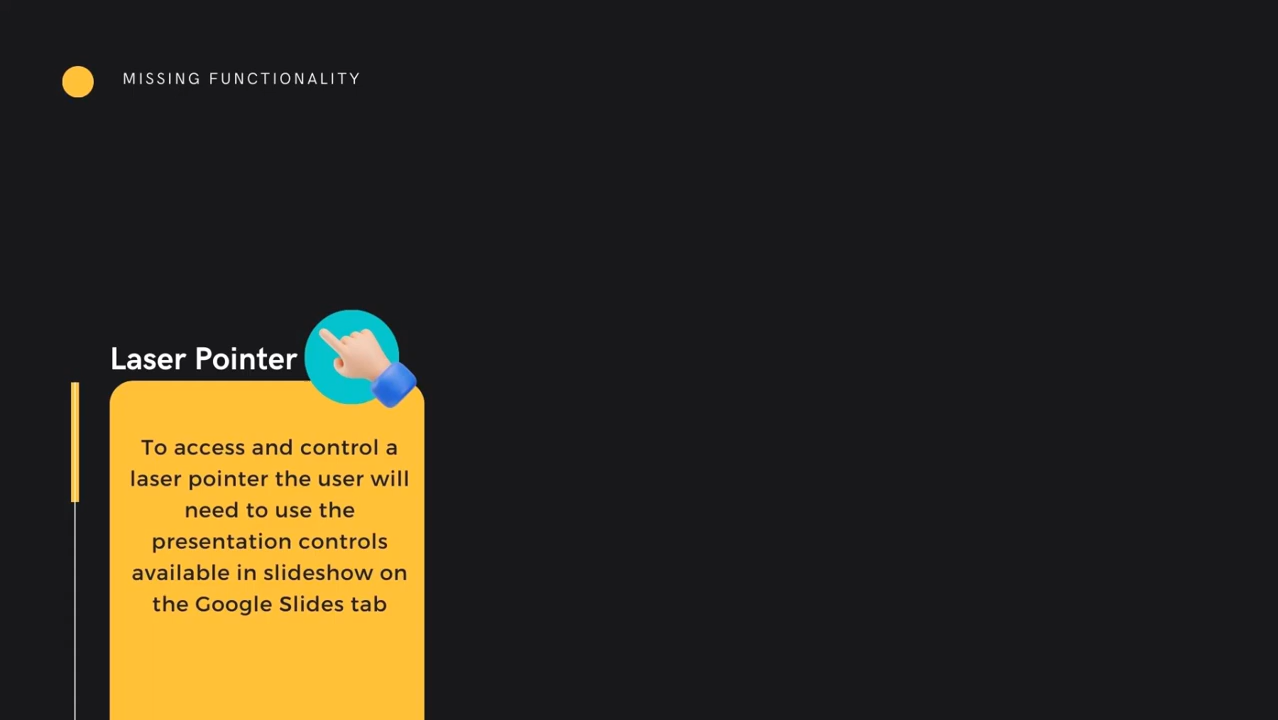 MISSING FUNCTIONALITY
Laser Pointer
To access and control a
laser pointer the user will
need to use the
presentation controls
available in slideshow on
the Google Slides tab